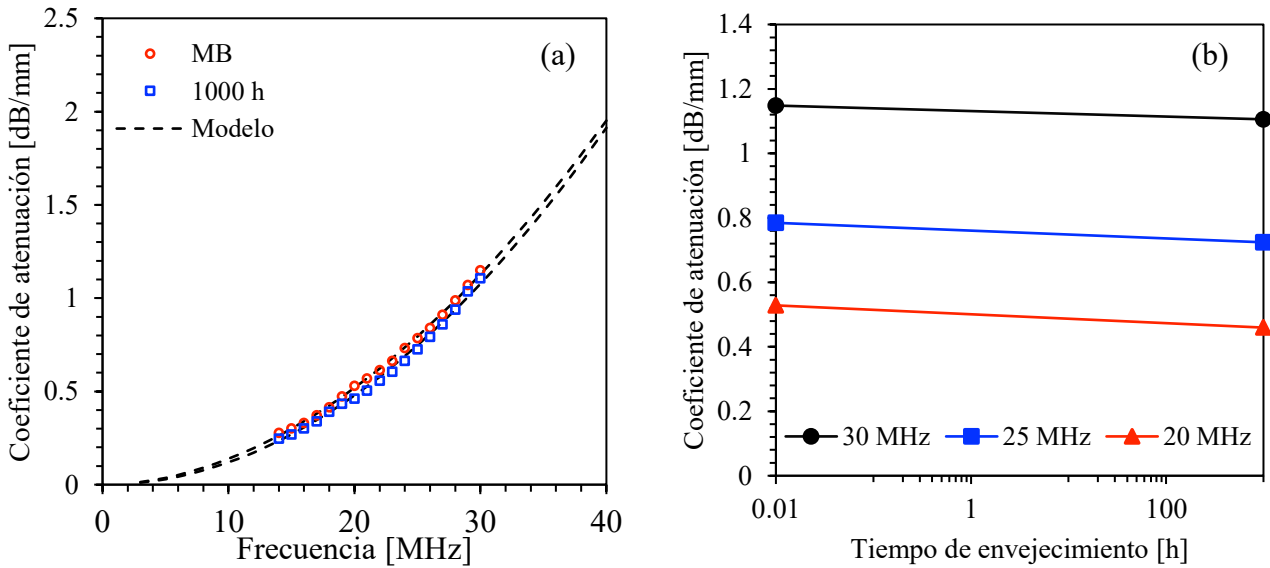 (a)
MB
1000 h
Modelo
Coeficiente de atenuación [dB/mm]
2.5
2
1.5
1
0.5
0
0 10 20 30 40
Frecuencia [MHz]
(b)
Coeficiente de atenuación [dB/mm]
1.4
1.2
1
0.8
0.6
0.4
0.2
0
30 MHz 25 MHz 20 MHz
0.01 1 100
Tiempo de envejecimiento [h]